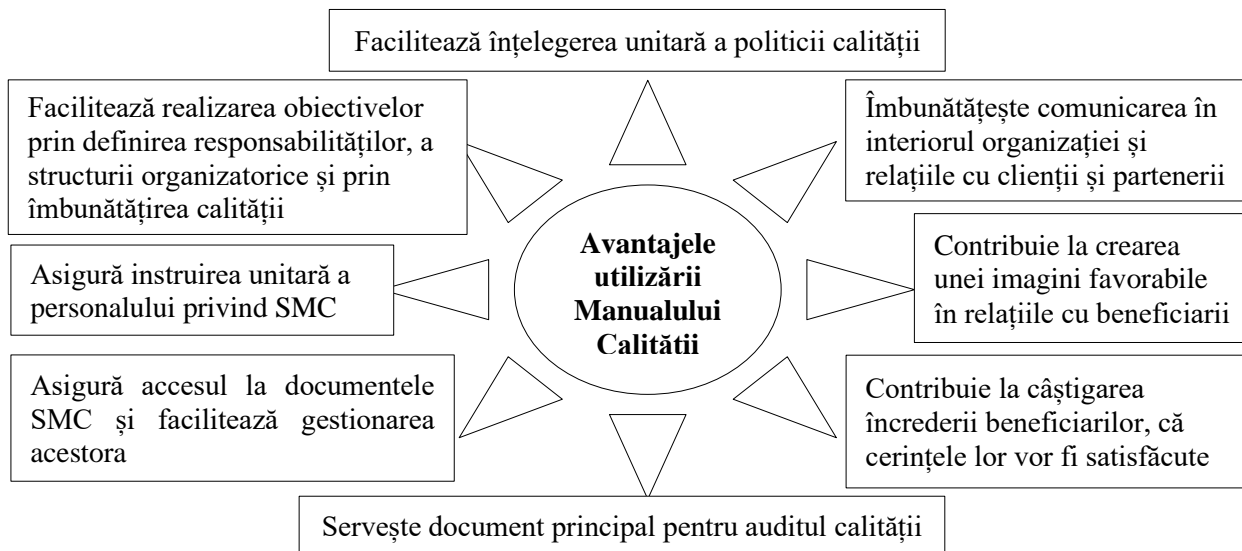 Facilitează înțelegerea unitară a politicii calității
Facilitează realizarea obiectivelor
prin definirea responsabilităților, a
structurii organizatorice și prin
îmbunătățirea calității
Îmbunătățește comunicarea în
interiorul organizației și
relațiile cu clienții și partenerii
Avantajele
utilizării
Manualului
Calitătii
Asigură instruirea unitară a
personalului privind SMC
Contribuie la crearea
unei imagini favorabile
în relațiile cu beneficiarii
Asigură accesul la documentele
SMC și facilitează gestionarea
acestora
Contribuie la câștigarea
încrederii beneficiarilor, că
cerințele lor vor fi satisfăcute
Servește document principal pentru auditul calității